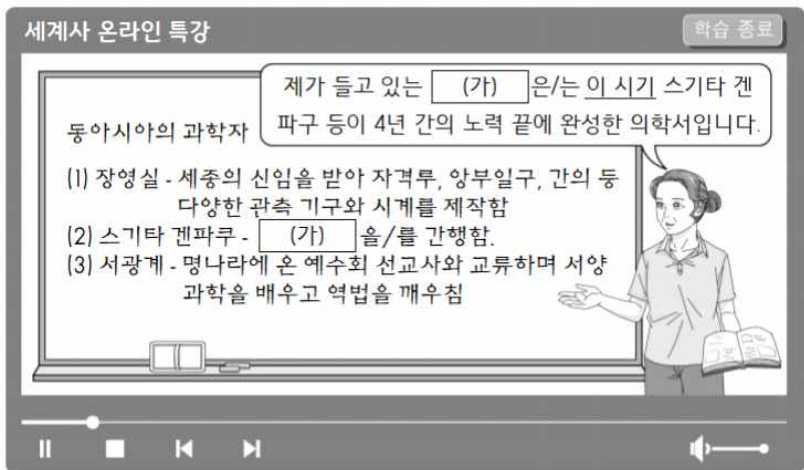 세계사 온라인 특강
학습 종료
제가 들고 있는 (가) 은/는 이 시기 스기타 겐
파구 등이 4년 간의 노력 끝에 완성한 의학서입니다.
동아시아의 과학자
(1) 장영실 - 세종의 신임을 받아 자격루, 앙부일구, 간의 등
다양한 관측 기구와 시계를 제작함
(2) 스기타 겐파쿠 - (가) 을/를 간행함.
(3) 서광계 - 명나라에 온 예수회 선교사와 교류하며 서양
과학을 배우고 역법을 깨우침